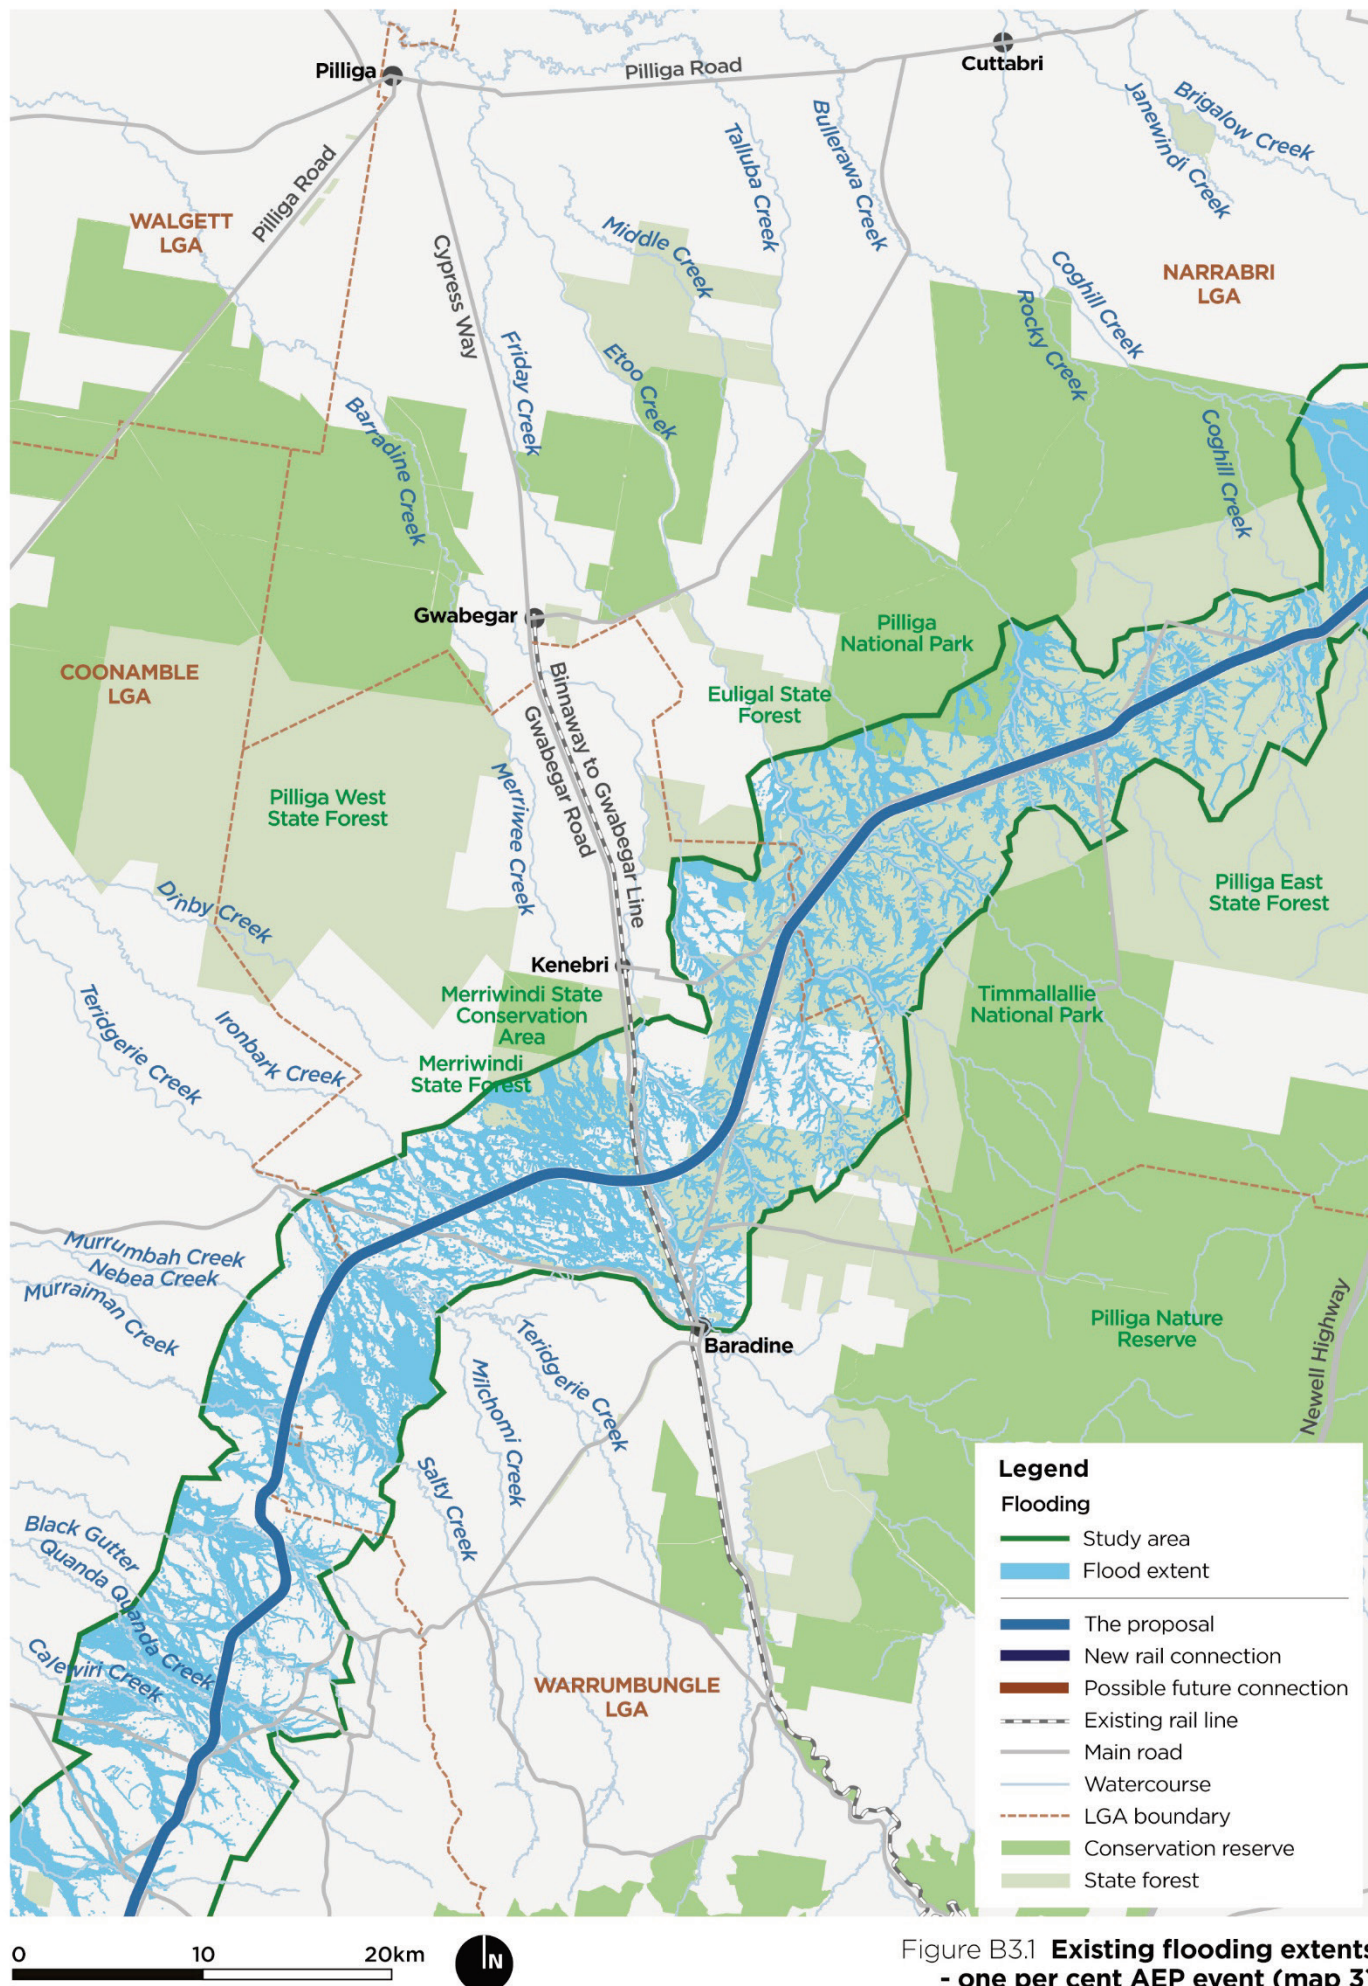 Pilliga
Pilliga Road
Cuttabri
Brigalow Creek
Janewindi Creek
Bullerawa Creek
Talluba Creek
Pilliga Road
WALGETT
LGA
Middle Creek
Cypress Way
Coghill Creek
NARRABRI
LGA
Rocky Creek
Friday Creek
Etoo Creek
Barradine Creek
Coghill Creek
Gwabegar
Pilliga
National Park
COONAMBLE
LGA
Euligal State
Forest
Binnaway to Gwabegar Line
Gwabegar Road
Pilliga West
State Forest
Merriwee Creek
Dinby Creek
Pilliga East
State Forest
Kenebri
Merriwindi State
Conservation
Area
Timmallallie
National Park
Teridgerie Creek
Ironbark Creek
Merriwindi
State Forest
Murrumbah Creek
Nebea Creek
Murraiman Creek
Pilliga Nature
Reserve
Newell Highway
Baradine
Teridgerie Creek
Milchomi Creek
Salty Creek
Black Gutter
Quanda Quanda Creek
Calewiri Creek
WARRUMBUNGLE
LGA
Legend
Flooding
Study area
Flood extent
The proposal
New rail connection
Possible future connection
Existing rail line
Main road
Watercourse
LGA boundary
Conservation reserve
State forest
0 10 20km
N
Figure B3.1 Existing flooding extents
- one per cent AEP event (map 3)